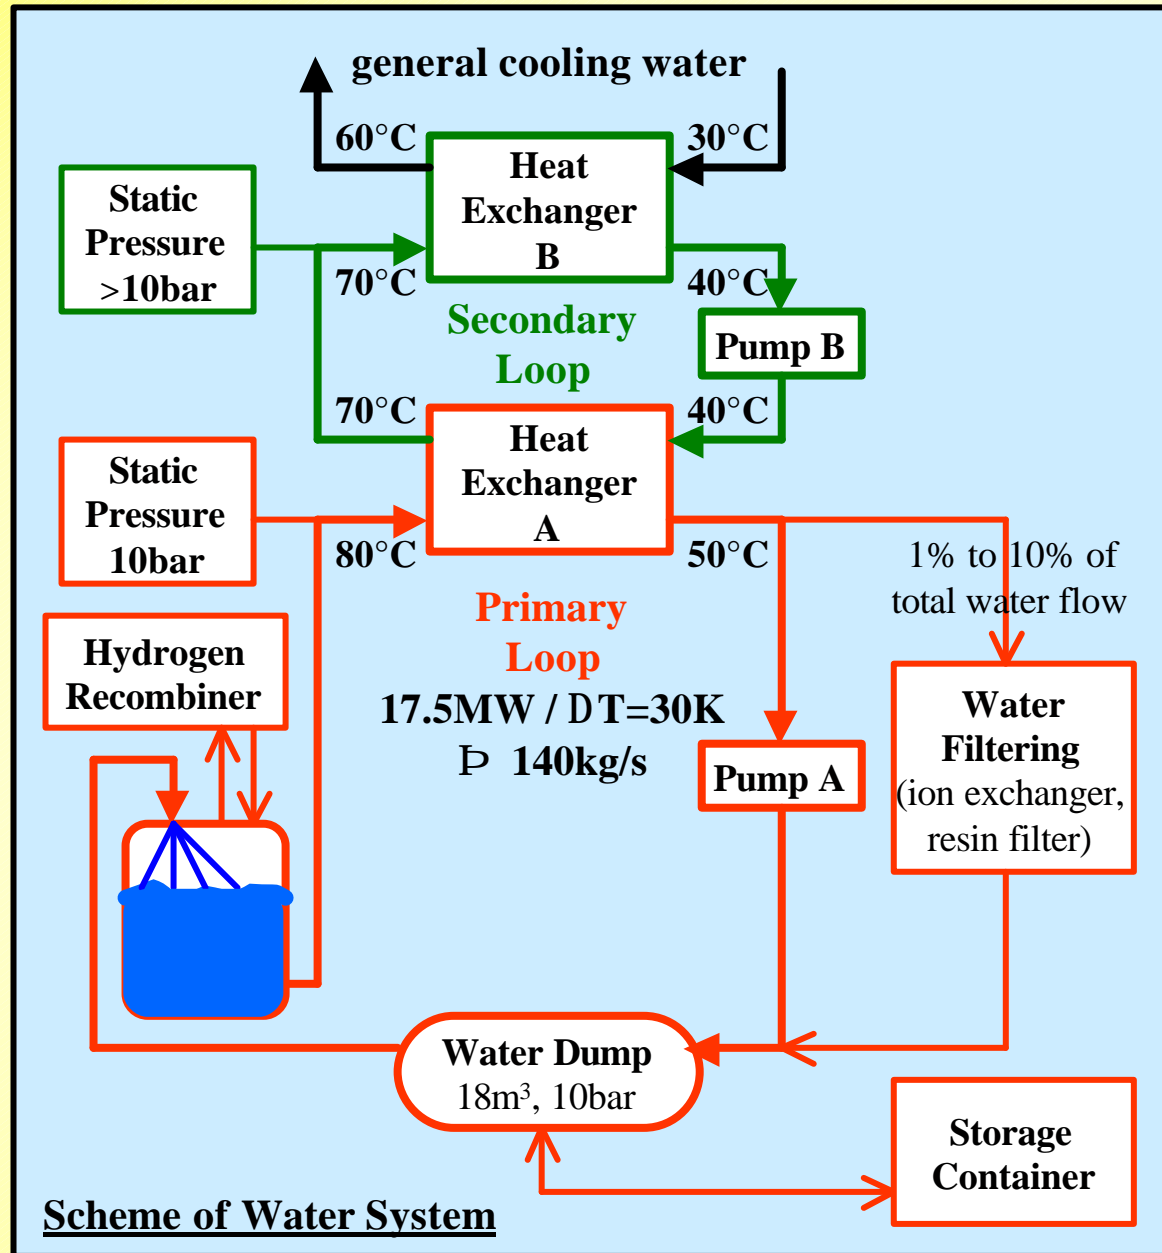 general cooling water
60°C
30°C
Heat
Exchanger
B
Static
Pressure
>10bar
70°C
40°C
Secondary
Loop
Pump B
70°C
40°C
Heat
Exchanger
A
Static
Pressure
10bar
80°C
50°C
1% to 10% of
total water flow
Primary
Loop
17.5MW / D T=30K
Þ 140kg/s
Hydrogen
Recombiner
Water
Filtering
(ion exchanger,
resin filter)
Pump A
Water Dump
18m³, 10bar
Storage
Container
Scheme of Water System